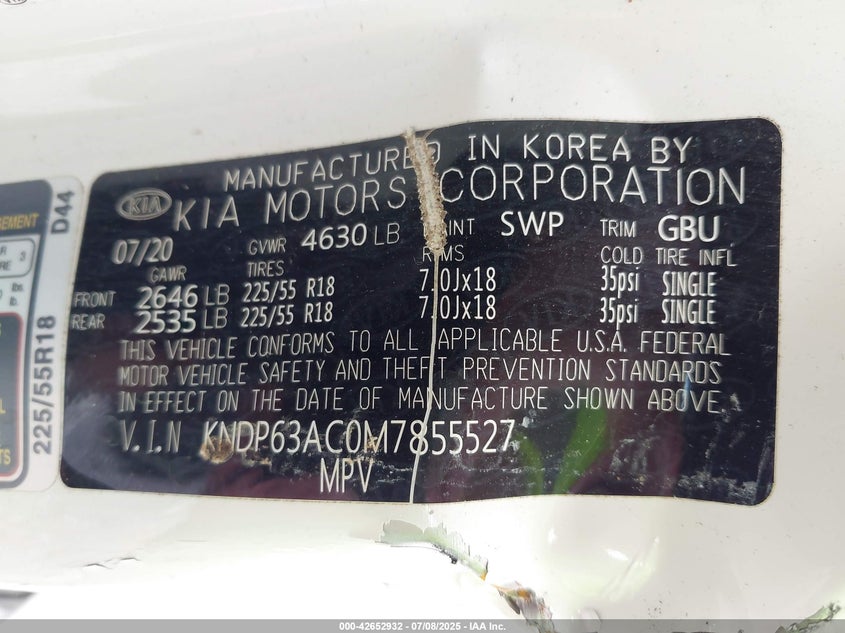 MANUFACTURED IN KOREA BY
KIA KIA MOTORS CORPORATION
07/20 GVWR 4630 LB SWP TRIM GBU
GAWR TIRES COLD TIRE INFL
FRONT 2646 LB 225/55 R18 7.0Jx18 35psi SINGLE
REAR 2535 LB 225/55 R18 7.0Jx18 35psi SINGLE
THIS VEHICLE CONFORMS TO ALL APPLICABLE U.S.A. FEDERAL
MOTOR VEHICLE SAFETY AND THEFT PREVENTION STANDARDS
IN EFFECT ON THE DATE OF MANUFACTURE SHOWN ABOVE.
V.I.N KNDP63AC0M7855527
MPV
225/55R18 D44
000-42652932 - 07/08/2025 - IAA Inc.